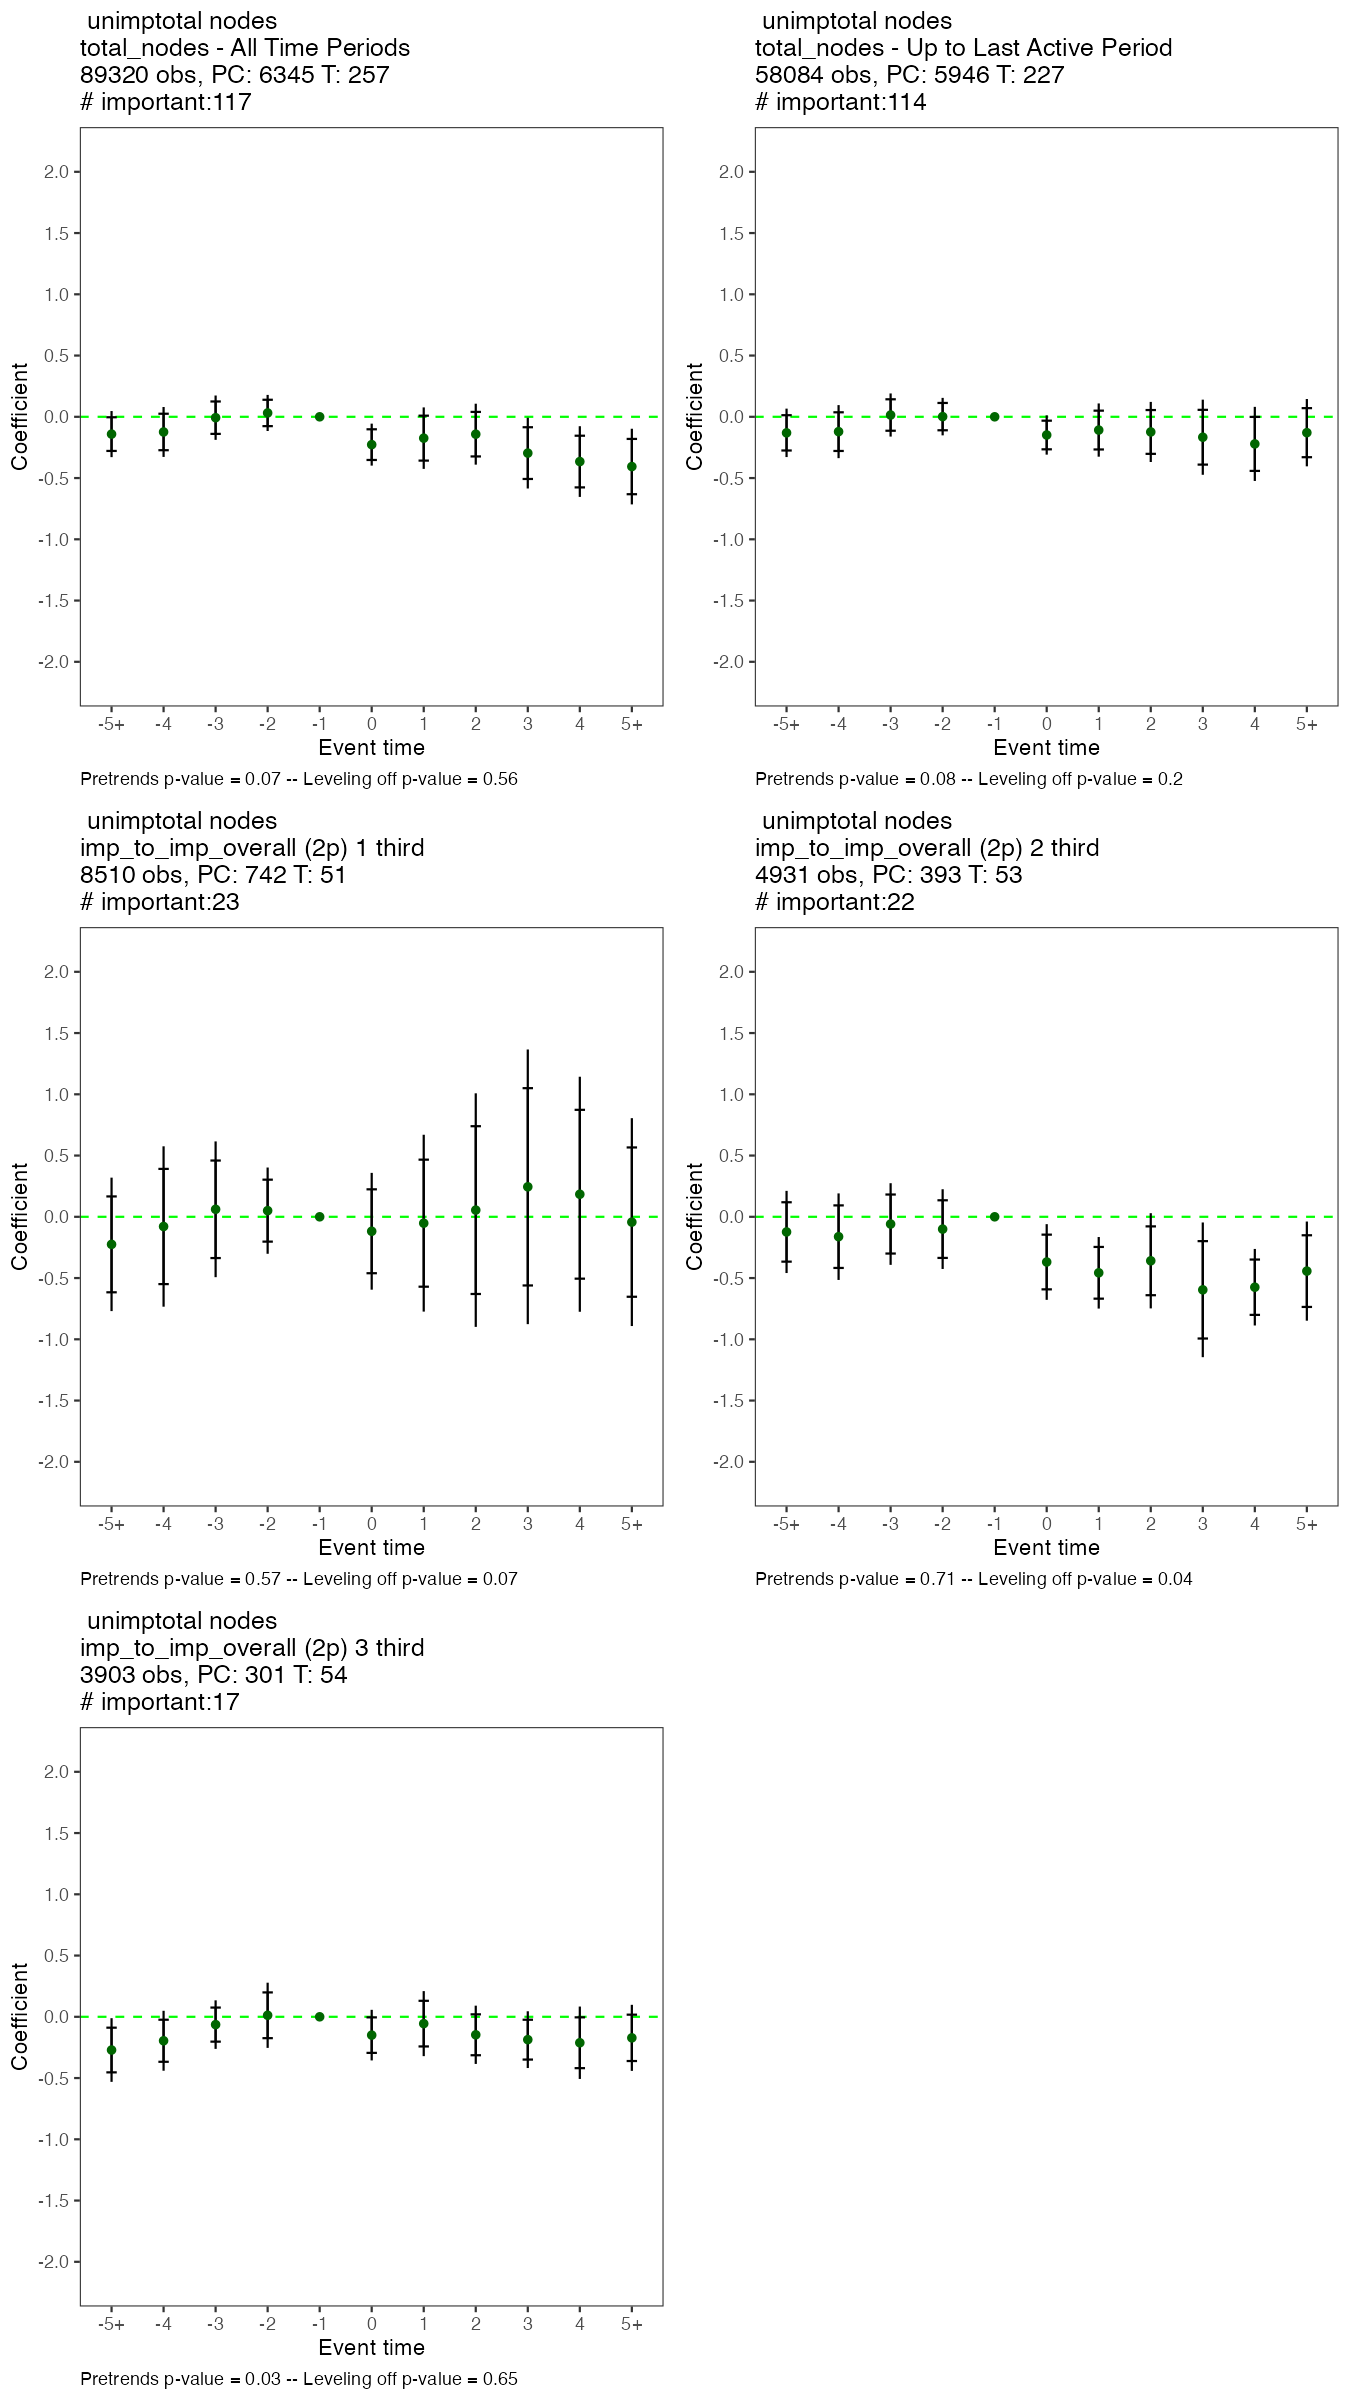 unimptotal nodes
total_nodes - All Time Periods
89320 obs, PC: 6345 T: 257
# important:117
2.0
1.5
1.0
0.5
0.0
-0.5
-1.0
-1.5
-2.0
Coefficient
-5+ -4 -3 -2 -1 0 1 2 3 4 5+
Event time
Pretrends p-value = 0.07 -- Leveling off p-value = 0.56
unimptotal nodes
total_nodes - Up to Last Active Period
58084 obs, PC: 5946 T: 227
# important:114
2.0
1.5
1.0
0.5
0.0
-0.5
-1.0
-1.5
-2.0
Coefficient
-5+ -4 -3 -2 -1 0 1 2 3 4 5+
Event time
Pretrends p-value = 0.08 -- Leveling off p-value = 0.2
unimptotal nodes
imp_to_imp_overall (2p) 1 third
8510 obs, PC: 742 T: 51
# important:23
2.0
1.5
1.0
0.5
0.0
-0.5
-1.0
-1.5
-2.0
Coefficient
-5+ -4 -3 -2 -1 0 1 2 3 4 5+
Event time
Pretrends p-value = 0.57 -- Leveling off p-value = 0.07
unimptotal nodes
imp_to_imp_overall (2p) 2 third
4931 obs, PC: 393 T: 53
# important:22
2.0
1.5
1.0
0.5
0.0
-0.5
-1.0
-1.5
-2.0
Coefficient
-5+ -4 -3 -2 -1 0 1 2 3 4 5+
Event time
Pretrends p-value = 0.71 -- Leveling off p-value = 0.04
unimptotal nodes
imp_to_imp_overall (2p) 3 third
3903 obs, PC: 301 T: 54
# important:17
2.0
1.5
1.0
0.5
0.0
-0.5
-1.0
-1.5
-2.0
Coefficient
-5+ -4 -3 -2 -1 0 1 2 3 4 5+
Event time
Pretrends p-value = 0.03 -- Leveling off p-value = 0.65